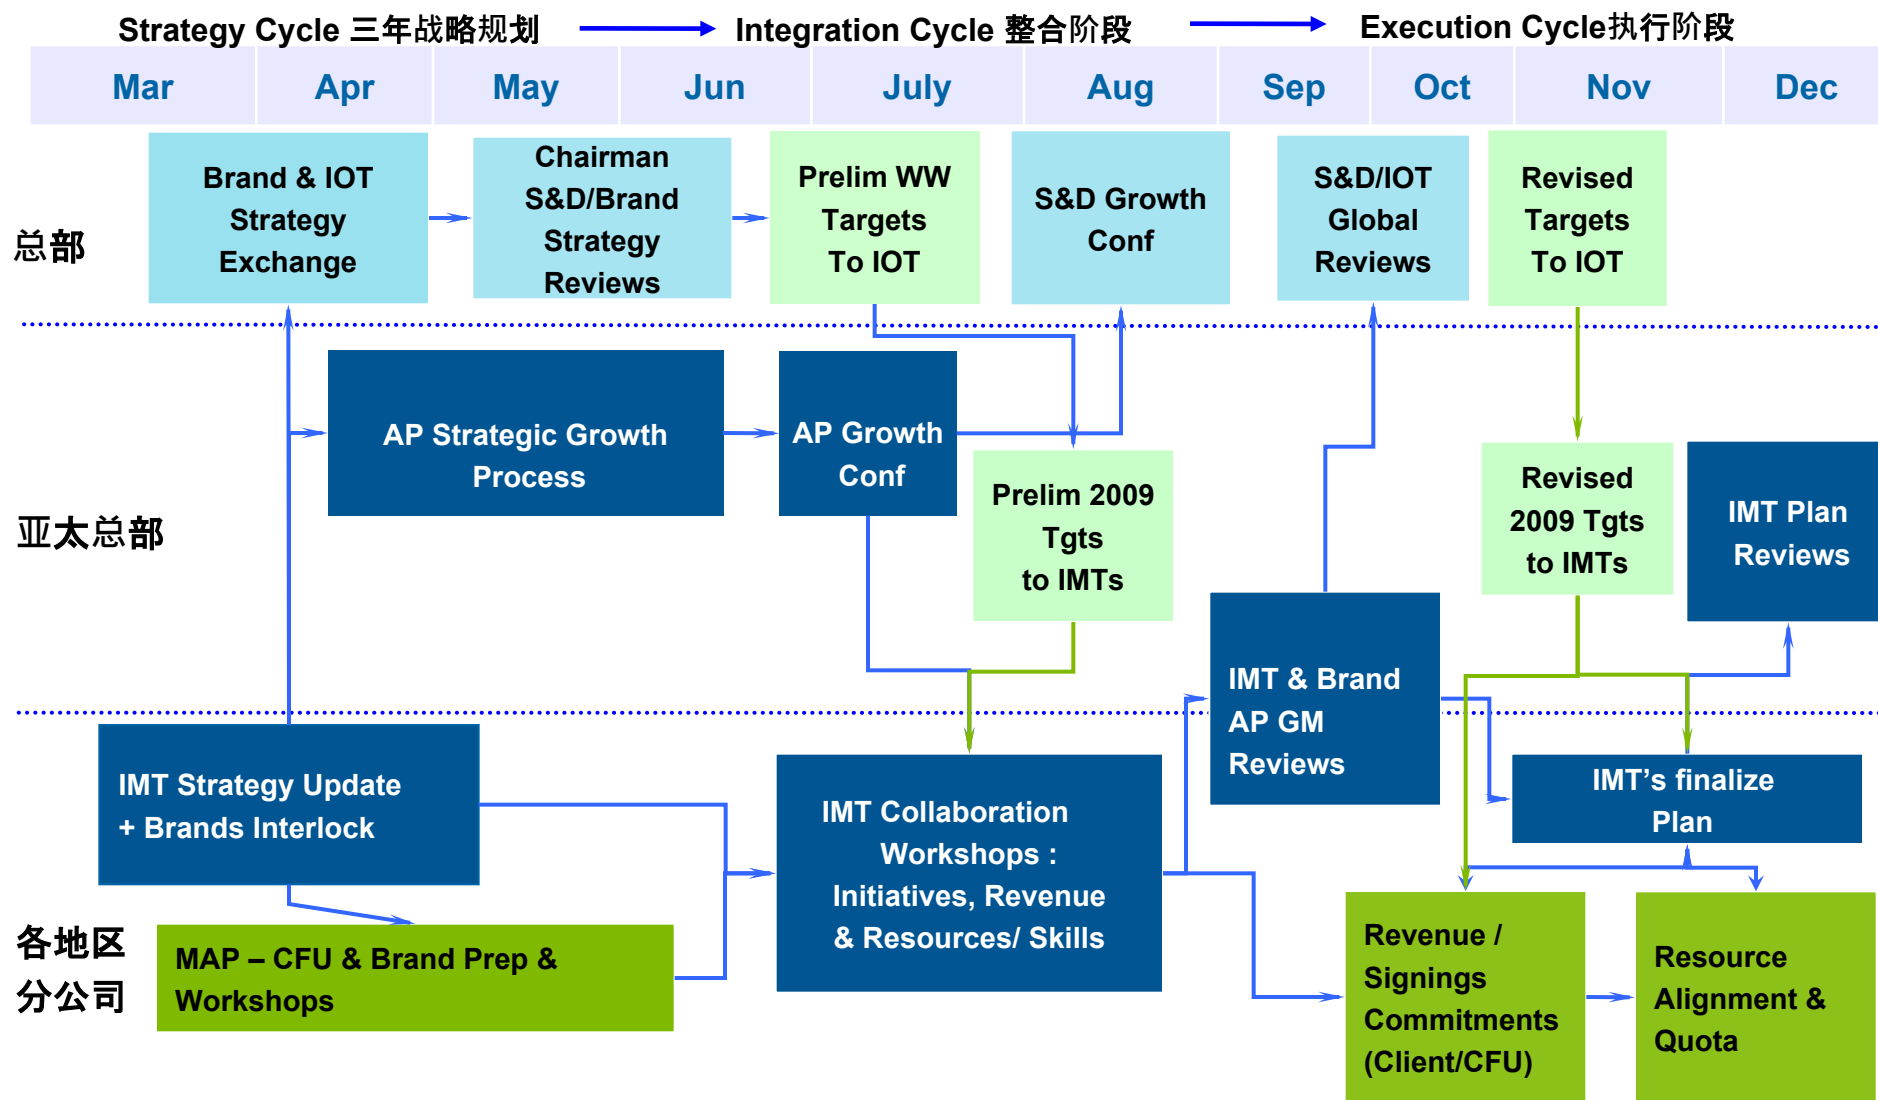 Strategy Cycle 三年战略规划
Integration Cycle 整合阶段
Execution Cycle执行阶段
Mar
Apr
May
Jun
July
Aug
Sep
Oct
Nov
Dec
总部
Brand & IOT
Strategy
Exchange
Chairman
S&D/Brand
Strategy
Reviews
Prelim WW
Targets
To IOT
S&D Growth
Conf
S&D/IOT
Global
Reviews
Revised
Targets
To IOT
亚太总部
AP Strategic Growth
Process
AP Growth
Conf
Prelim 2009
Tgts
to IMTs
IMT & Brand
AP GM
Reviews
Revised
2009 Tgts
to IMTs
IMT Plan
Reviews
各地区
分公司
IMT Strategy Update
+ Brands Interlock
MAP – CFU & Brand Prep &
Workshops
IMT Collaboration
Workshops :
Initiatives, Revenue
& Resources/ Skills
IMT’s finalize
Plan
Revenue /
Signings
Commitments
(Client/CFU)
Resource
Alignment &
Quota